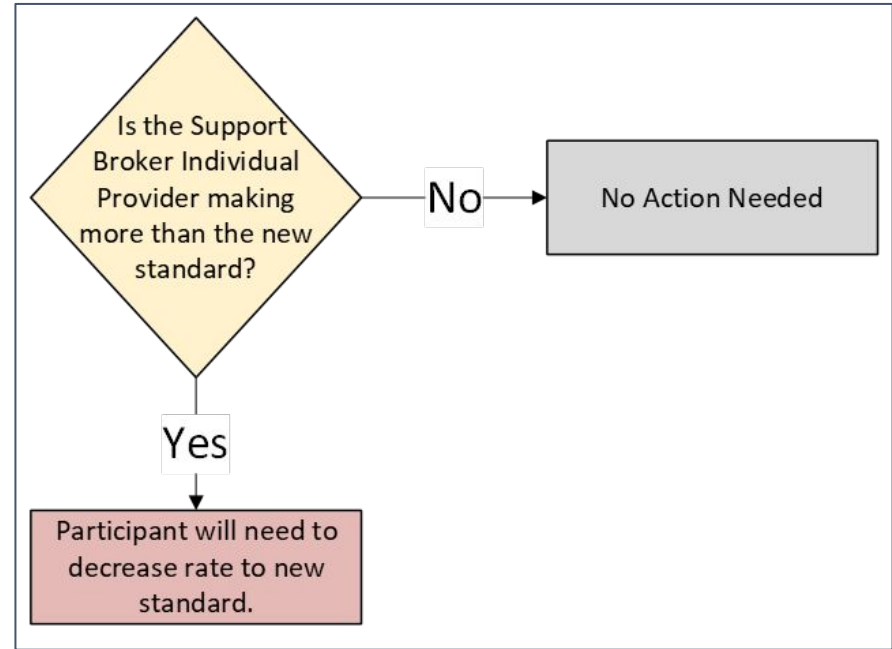 Is the Support
Broker Individual
Provider making
more than the new
standard?
No
No Action Needed
Yes
Participant will need to
decrease rate to new
standard.